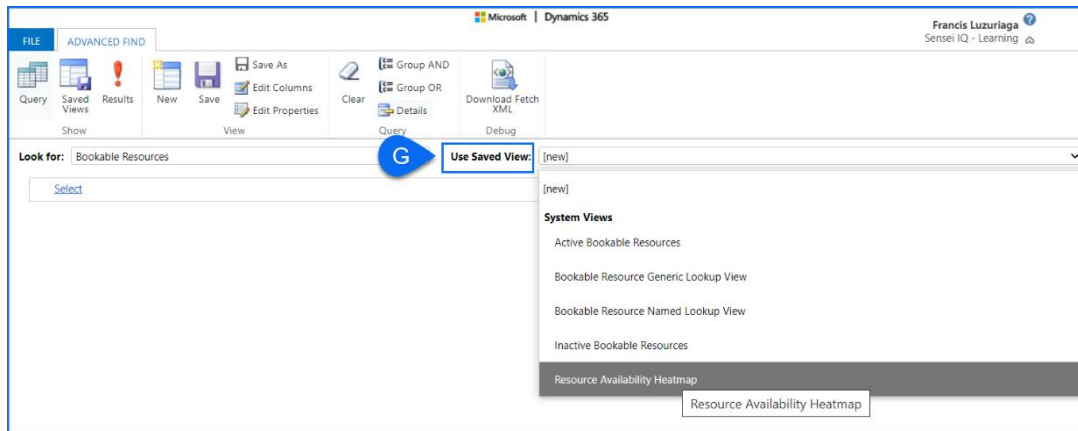 Microsoft | Dynamics 365
Francis Luzuriaga
Sensei IQ - Learning
FILE
ADVANCED FIND
Query
Saved Views
Results
New
Save
Save As
Edit Columns
Edit Properties
Clear
Group AND
Group OR
Details
Download Fetch XML
Show
View
Query
Debug
Look for: Bookable Resources
G
Use Saved View: [new]
Select
[new]
System Views
Active Bookable Resources
Bookable Resource Generic Lookup View
Bookable Resource Named Lookup View
Inactive Bookable Resources
Resource Availability Heatmap
Resource Availability Heatmap